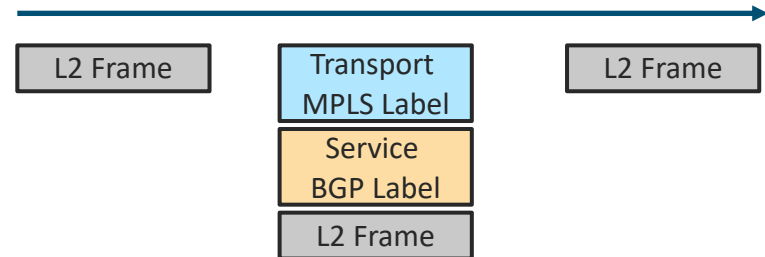 L2 Frame
Transport
MPLS Label
L2 Frame
Service
BGP Label
L2 Frame